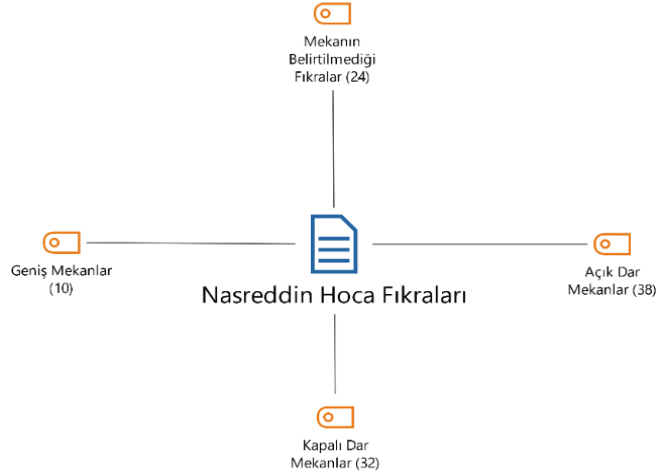 Mekanın
Belirtilmediği
Fıkralar (24)
Geniş Mekanlar
(10)
Nasreddin Hoca Fıkraları
Açık Dar
Mekanlar (38)
Kapalı Dar
Mekanlar (32)